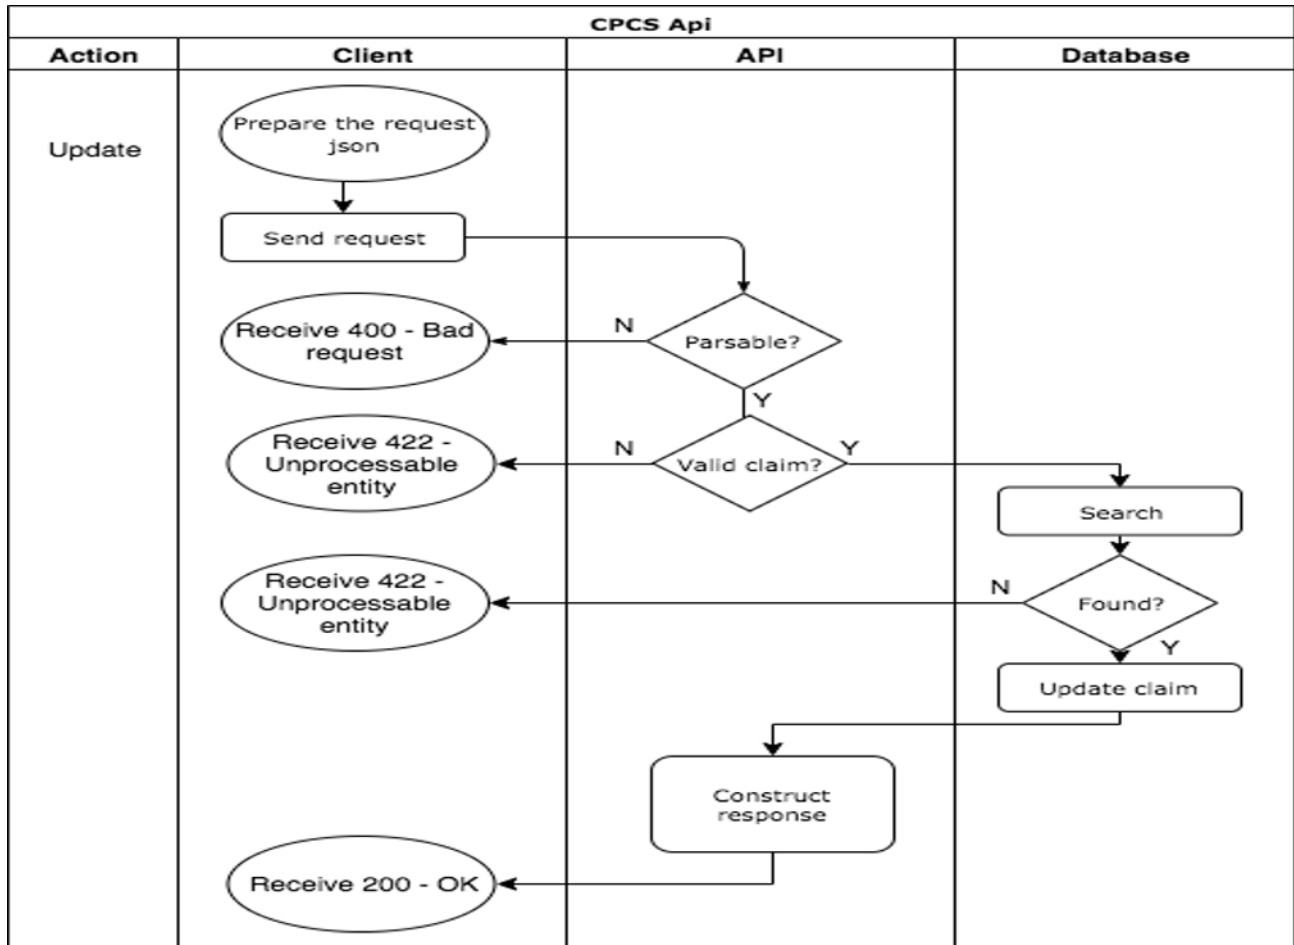 CPCS Api
Action
Client
API
Database
Update
Prepare the request
json
Send request
Receive 400 - Bad
request
N
Parsable?
Y
Receive 422 -
Unprocessable
entity
N
Valid claim?
Y
Search
Receive 422 -
Unprocessable
entity
N
Found?
Y
Update claim
Construct
response
Receive 200 - OK